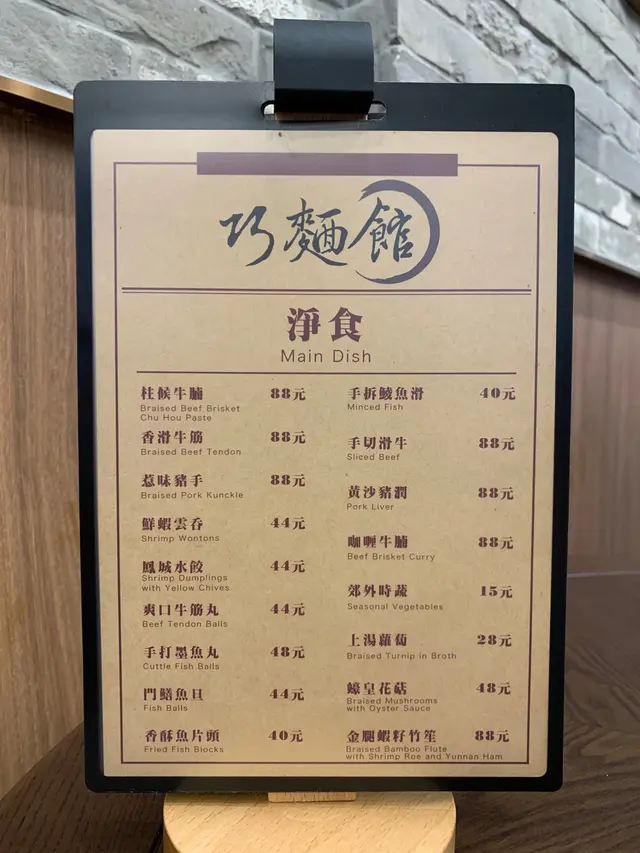 巧麵館
淨食
Main Dish
柱候牛腩 88元
Braised Beef Brisket
Chu Hou Paste
香滑牛筋 88元
Braised Beef Tendon
惹味豬手 88元
Braised Pork Kunckle
鮮蝦雲吞 44元
Shrimp Wontons
鳳城水餃 44元
Shrimp Dumplings
with Yellow Chives
爽口牛筋丸 44元
Beef Tendon Balls
手打墨魚丸 48元
Cuttle Fish Balls
門鱔魚旦 44元
Fish Balls
香酥魚片頭 40元
Fried Fish Blocks
手拆鯪魚滑 40元
Minced Fish
手切滑牛 88元
Sliced Beef
黃沙豬潤 88元
Pork Liver
咖喱牛腩 88元
Beef Brisket Curry
郊外時蔬 15元
Seasonal Vegetables
上湯蘿蔔 28元
Braised Turnip in Broth
蠔皇花菇 48元
Braised Mushrooms
with Oyster Sauce
金腿蝦籽竹笙 88元
Braised Bamboo Flute
with Shrimp Roe and Yunnan Ham